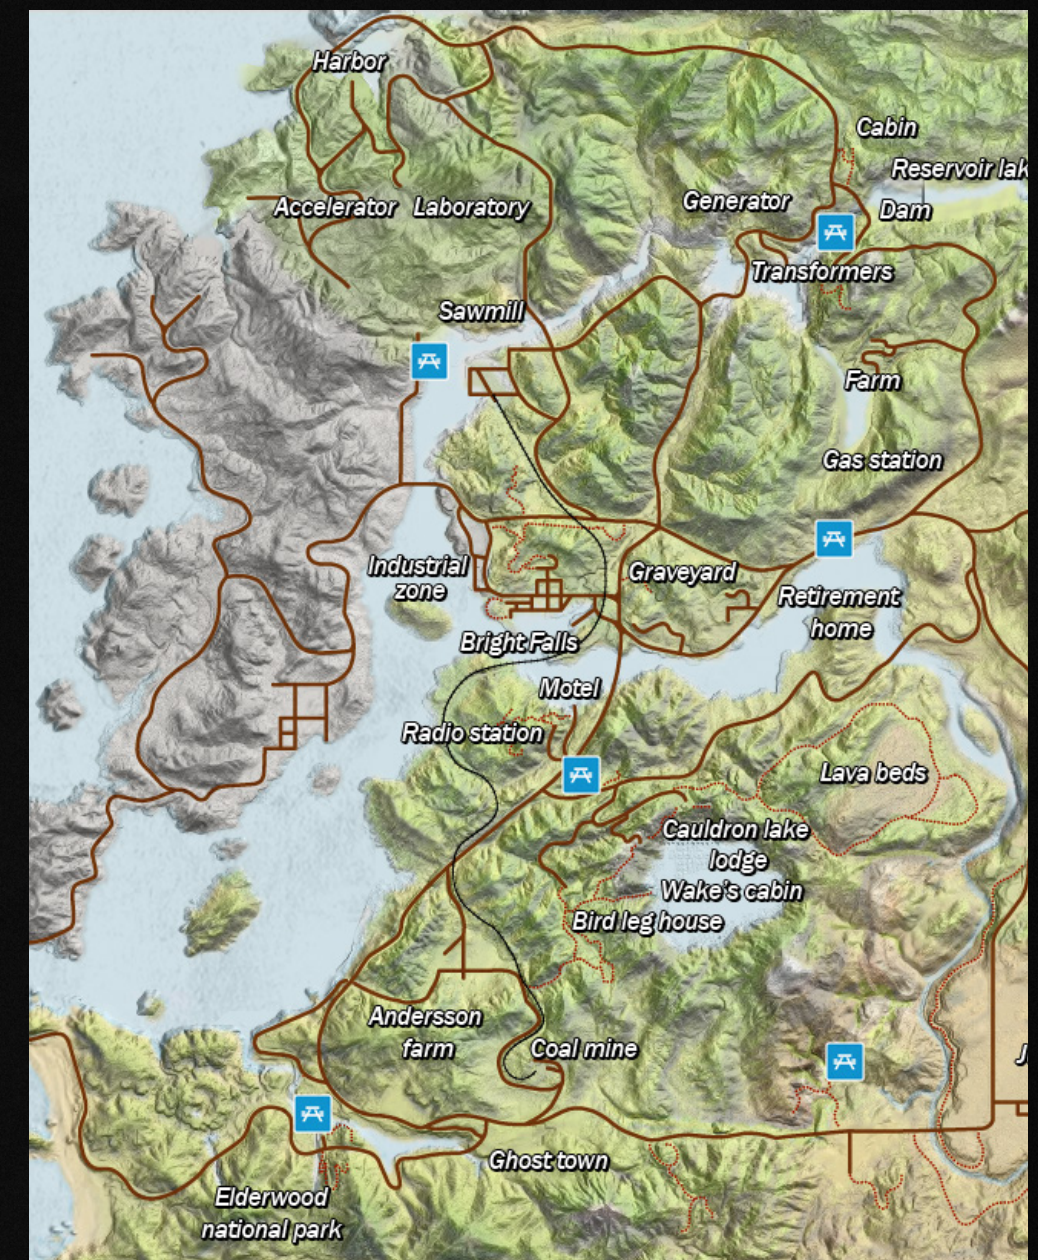 Harbor
Cabin
Reservoir lak
Accelerator
Laboratory
Generator
Dam
Transformers
Sawmill
Farm
Gas station
Industrial
zone
Graveyard
Retirement
home
Bright Falls
Motel
Radio station
Lava beds
Cauldron lake
lodge
Wake's cabin
Bird leg house
Andersson
farm
Coal mine
J
Ghost town
Elderwood
national park